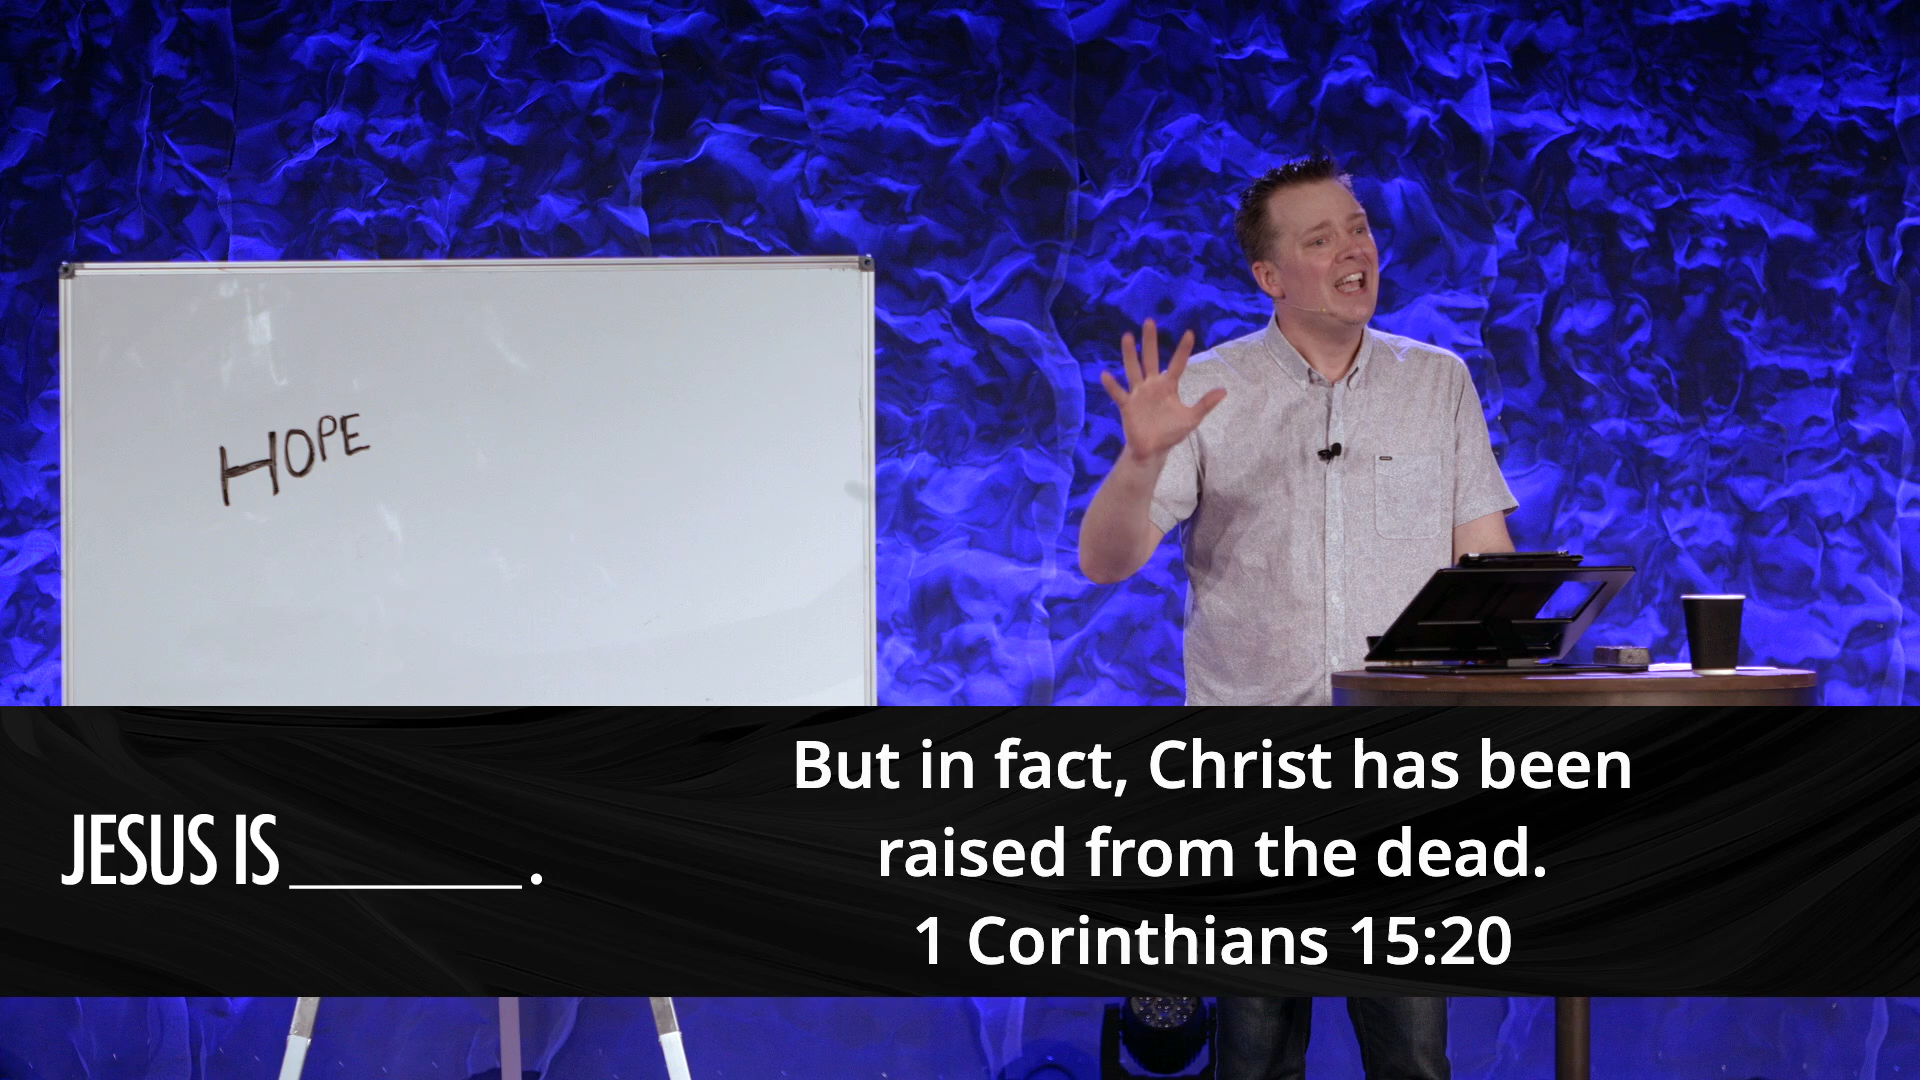 HOPE
JESUS IS ________.
But in fact, Christ has been
raised from the dead.
1 Corinthians 15:20